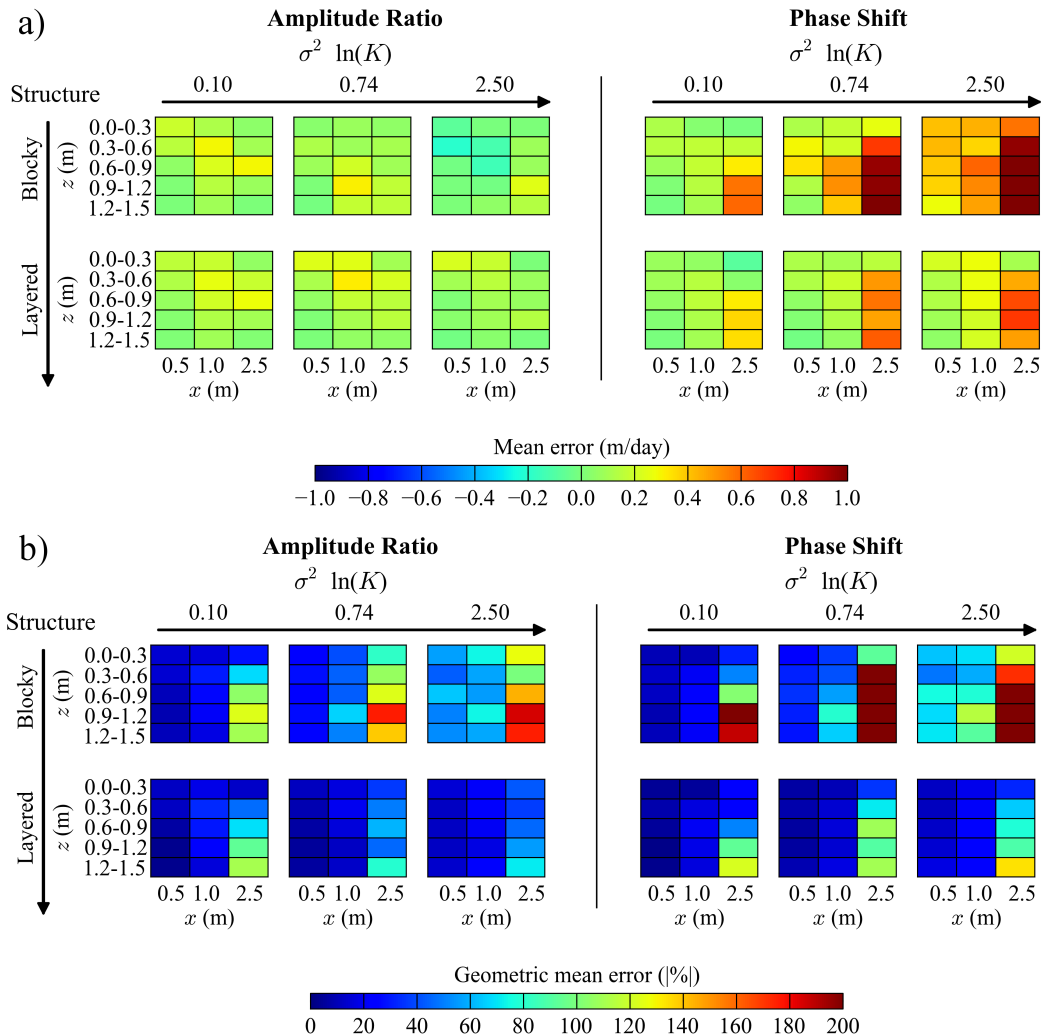 a)
Amplitude Ratio Phase Shift
σ² ln(K) σ² ln(K)
Structure 0.10 0.74 2.50 0.10 0.74 2.50
Blocky
z (m)
0.0-0.3
0.3-0.6
0.6-0.9
0.9-1.2
1.2-1.5
Layered
z (m)
0.0-0.3
0.3-0.6
0.6-0.9
0.9-1.2
1.2-1.5
0.5 1.0 2.5 0.5 1.0 2.5 0.5 1.0 2.5 0.5 1.0 2.5 0.5 1.0 2.5 0.5 1.0 2.5
x (m) x (m) x (m) x (m) x (m) x (m)
Mean error (m/day)
−1.0 −0.8 −0.6 −0.4 −0.2 0.0 0.2 0.4 0.6 0.8 1.0
b)
Amplitude Ratio Phase Shift
σ² ln(K) σ² ln(K)
Structure 0.10 0.74 2.50 0.10 0.74 2.50
Blocky
z (m)
0.0-0.3
0.3-0.6
0.6-0.9
0.9-1.2
1.2-1.5
Layered
z (m)
0.0-0.3
0.3-0.6
0.6-0.9
0.9-1.2
1.2-1.5
0.5 1.0 2.5 0.5 1.0 2.5 0.5 1.0 2.5 0.5 1.0 2.5 0.5 1.0 2.5 0.5 1.0 2.5
x (m) x (m) x (m) x (m) x (m) x (m)
Geometric mean error (|%|)
0 20 40 60 80 100 120 140 160 180 200